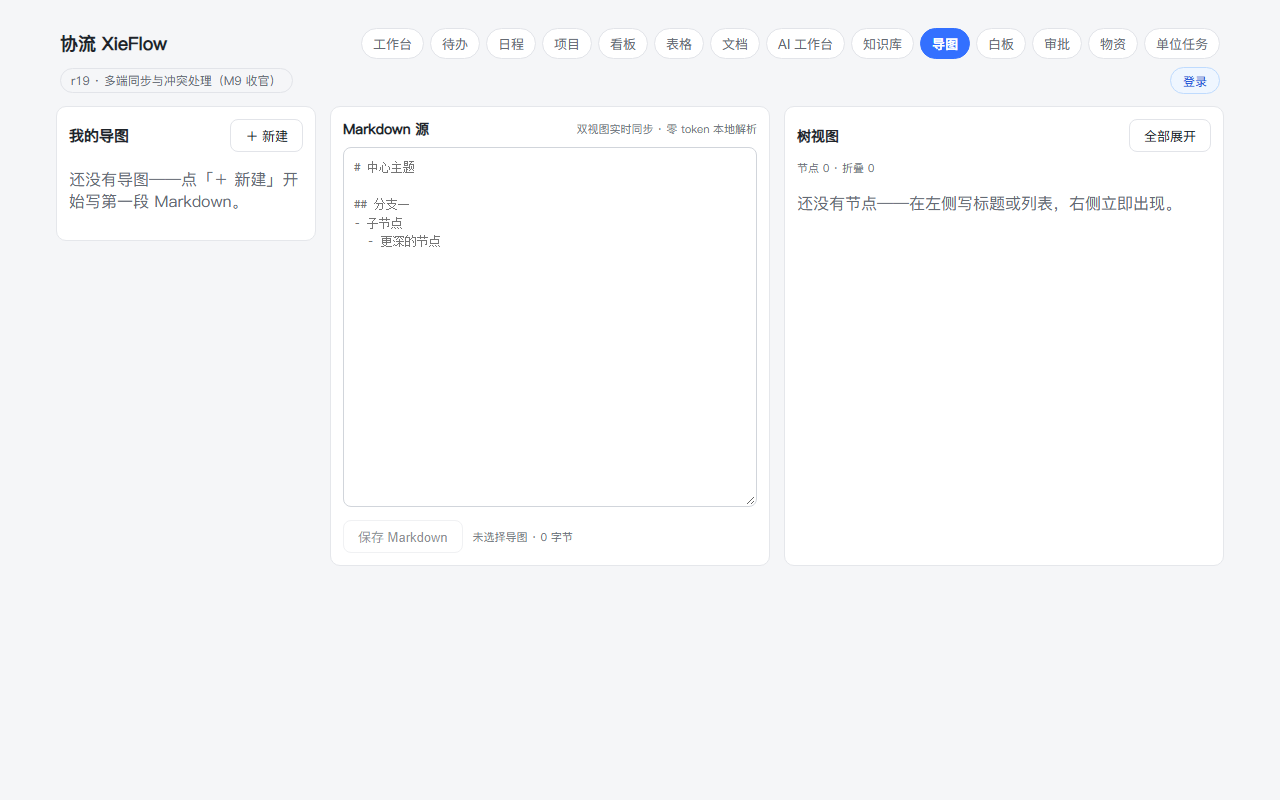 协流 XieFlow
工作台
待办
日程
项目
看板
表格
文档
AI 工作台
知识库
导图
白板
审批
物资
单位任务
r19 · 多端同步与冲突处理（M9 收官）
登录
我的导图
＋ 新建
还没有导图——点「＋ 新建」开
始写第一段 Markdown。
Markdown 源
双视图实时同步 · 零 token 本地解析
# 中心主题
## 分支一
- 子节点
  - 更深的节点
保存 Markdown
未选择导图 · 0 字节
树视图
全部展开
节点 0 · 折叠 0
还没有节点——在左侧写标题或列表，右侧立即出现。